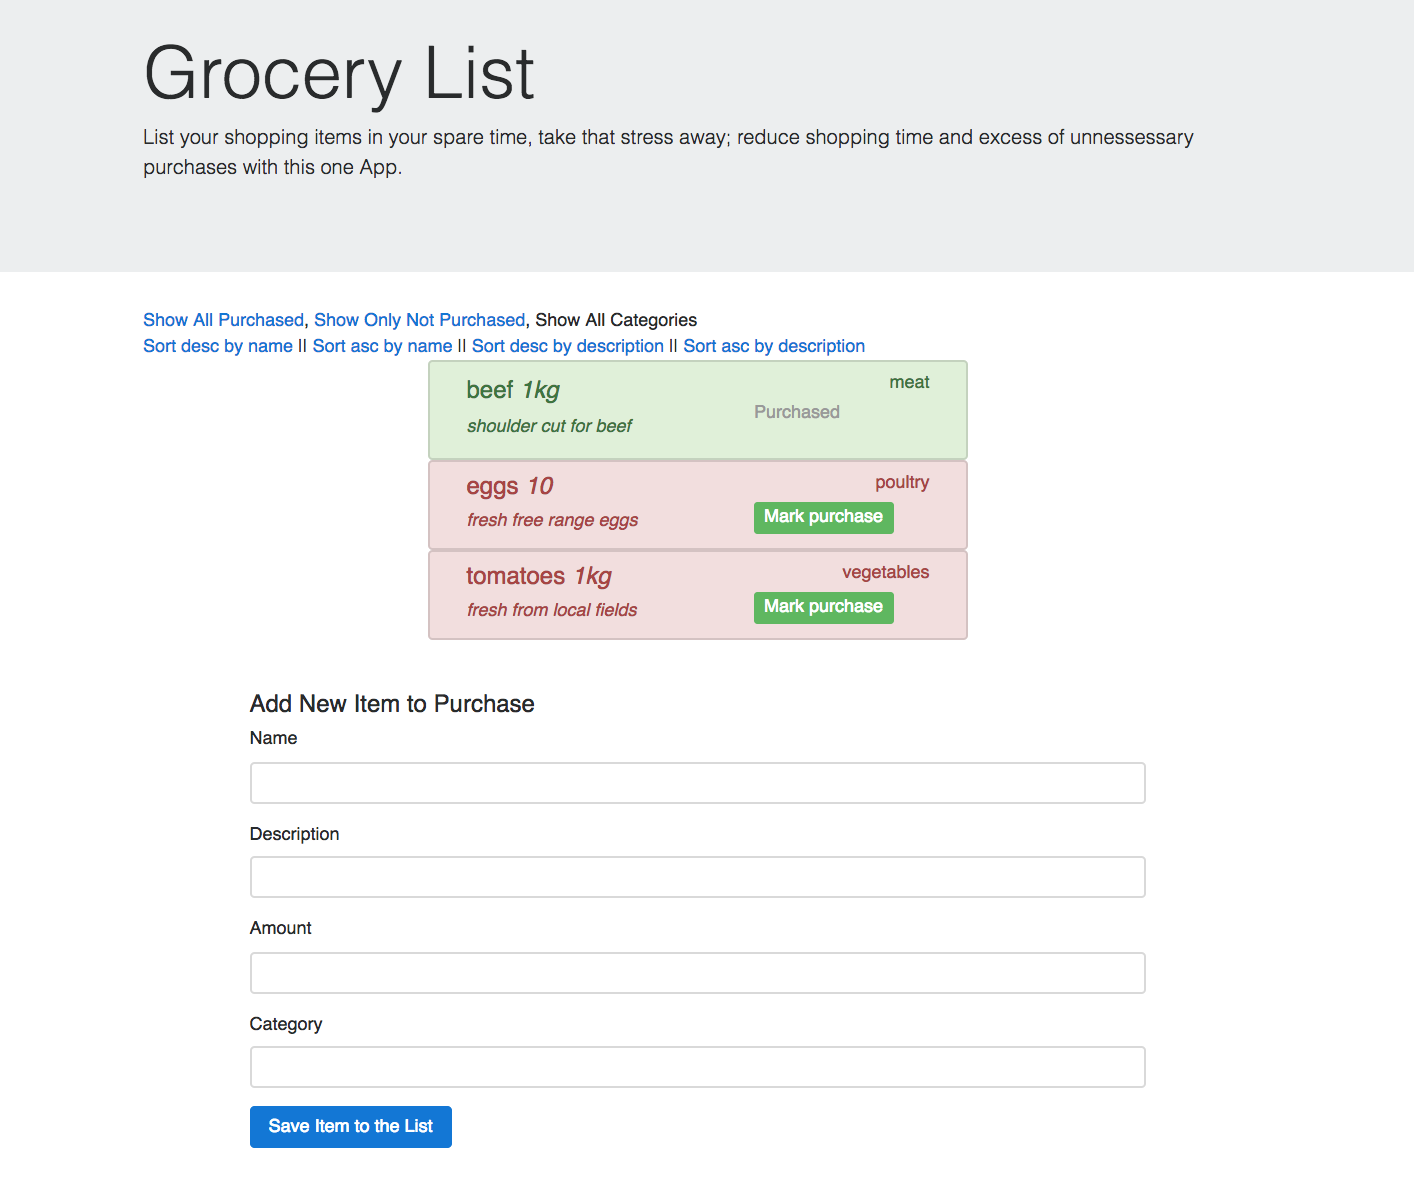 Grocery List
List your shopping items in your spare time, take that stress away; reduce shopping time and excess of unnessessary
purchases with this one App.
Show All Purchased, Show Only Not Purchased, Show All Categories
Sort desc by name || Sort asc by name || Sort desc by description || Sort asc by description
beef 1kg
meat
Purchased
shoulder cut for beef
eggs 10
poultry
fresh free range eggs
Mark purchase
tomatoes 1kg
vegetables
fresh from local fields
Mark purchase
Add New Item to Purchase
Name
Description
Amount
Category
Save Item to the List